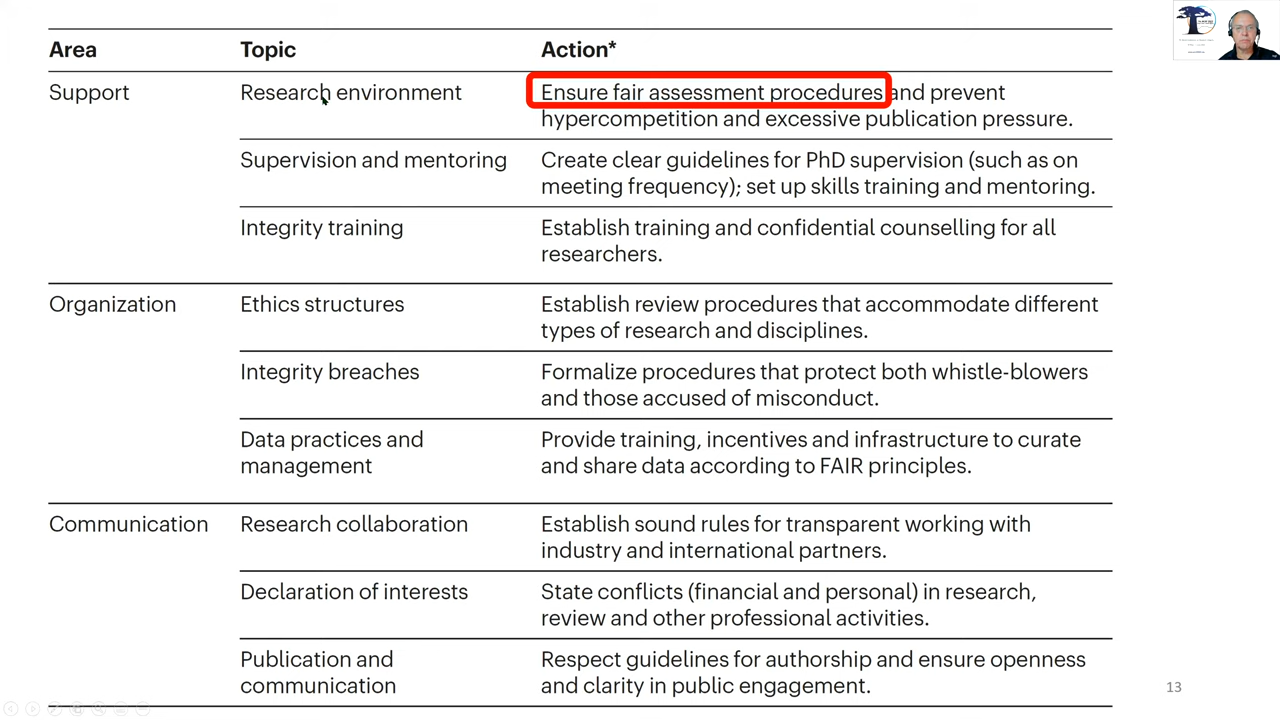 Area Topic Action*
Support Research environment Ensure fair assessment procedures and prevent
hypercompetition and excessive publication pressure.
Supervision and mentoring Create clear guidelines for PhD supervision (such as on
meeting frequency); set up skills training and mentoring.
Integrity training Establish training and confidential counselling for all
researchers.
Organization Ethics structures Establish review procedures that accommodate different
types of research and disciplines.
Integrity breaches Formalize procedures that protect both whistle-blowers
and those accused of misconduct.
Data practices and Provide training, incentives and infrastructure to curate
management and share data according to FAIR principles.
Communication Research collaboration Establish sound rules for transparent working with
industry and international partners.
Declaration of interests State conflicts (financial and personal) in research,
review and other professional activities.
Publication and Respect guidelines for authorship and ensure openness
communication and clarity in public engagement.
13